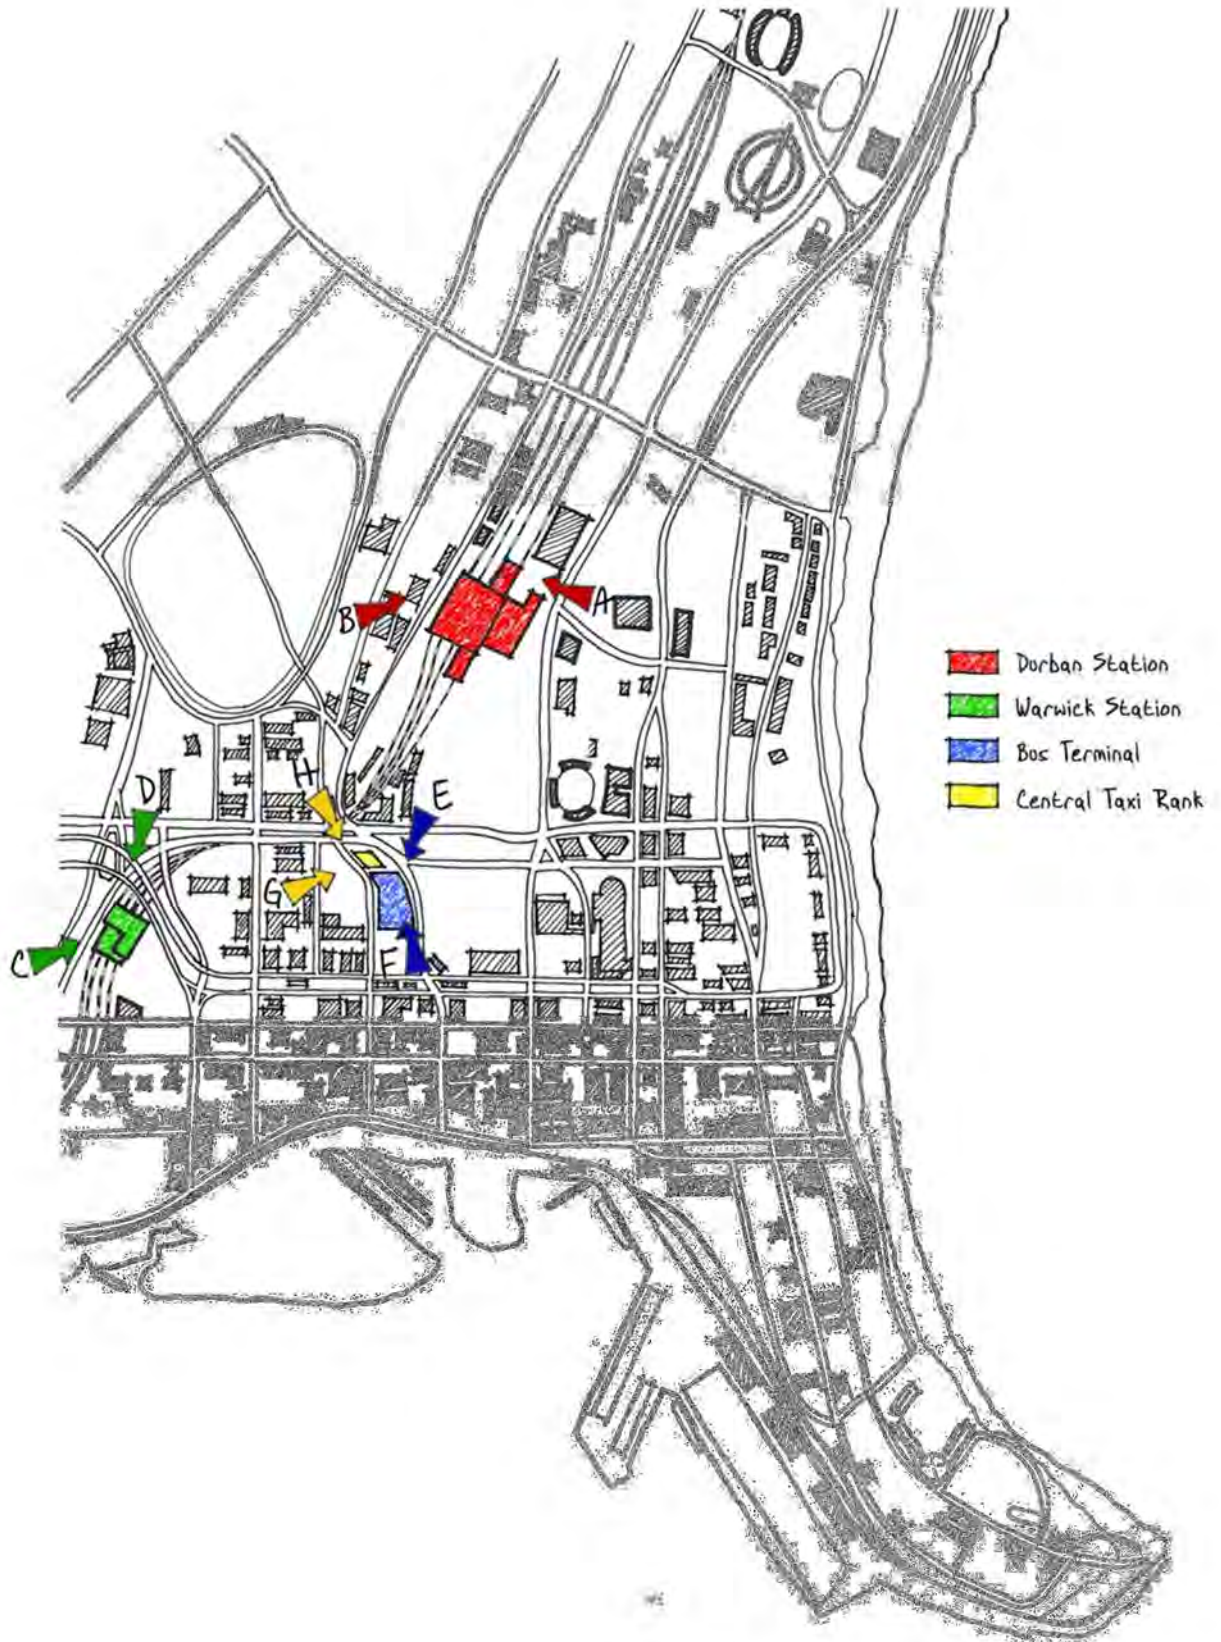 A
B
Durban Station
Warwick Station
Bus Terminal
Central Taxi Rank
H
D
E
G
C
F